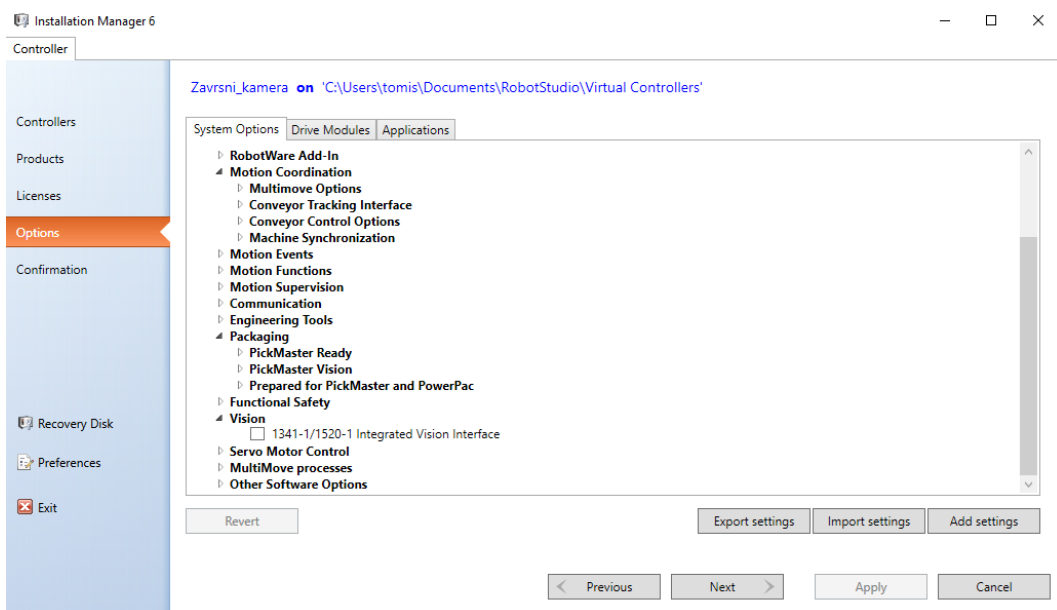 Installation Manager 6
Controller
Zavrsni_kamera on 'C:\Users\tomis\Documents\RobotStudio\Virtual Controllers'
Controllers
Products
Licenses
Options
Confirmation
Recovery Disk
Preferences
Exit
System Options Drive Modules Applications
RobotWare Add-In
Motion Coordination
Multimove Options
Conveyor Tracking Interface
Conveyor Control Options
Machine Synchronization
Motion Events
Motion Functions
Motion Supervision
Communication
Engineering Tools
Packaging
PickMaster Ready
PickMaster Vision
Prepared for PickMaster and PowerPac
Functional Safety
Vision
1341-1/1520-1 Integrated Vision Interface
Servo Motor Control
MultiMove processes
Other Software Options
Revert Export settings Import settings Add settings
Previous Next Apply Cancel